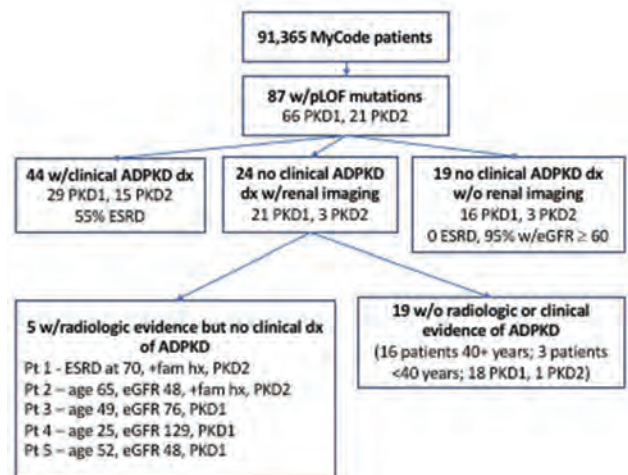 91,365 MyCode patients
87 w/pLOF mutations
66 PKD1, 21 PKD2
44 w/clinical ADPKD dx
29 PKD1, 15 PKD2
55% ESRD
24 no clinical ADPKD
dx w/renal imaging
21 PKD1, 3 PKD2
19 no clinical ADPKD dx
w/o renal imaging
16 PKD1, 3 PKD2
0 ESRD, 95% w/eGFR ≥ 60
5 w/radiologic evidence but no clinical dx
of ADPKD
Pt 1 - ESRD at 70, +fam hx, PKD2
Pt 2 – age 65, eGFR 48, +fam hx, PKD2
Pt 3 – age 49, eGFR 76, PKD1
Pt 4 – age 25, eGFR 129, PKD1
Pt 5 - age 52, eGFR 48, PKD1
19 w/o radiologic or clinical
evidence of ADPKD
(16 patients 40+ years; 3 patients
<40 years; 18 PKD1, 1 PKD2)